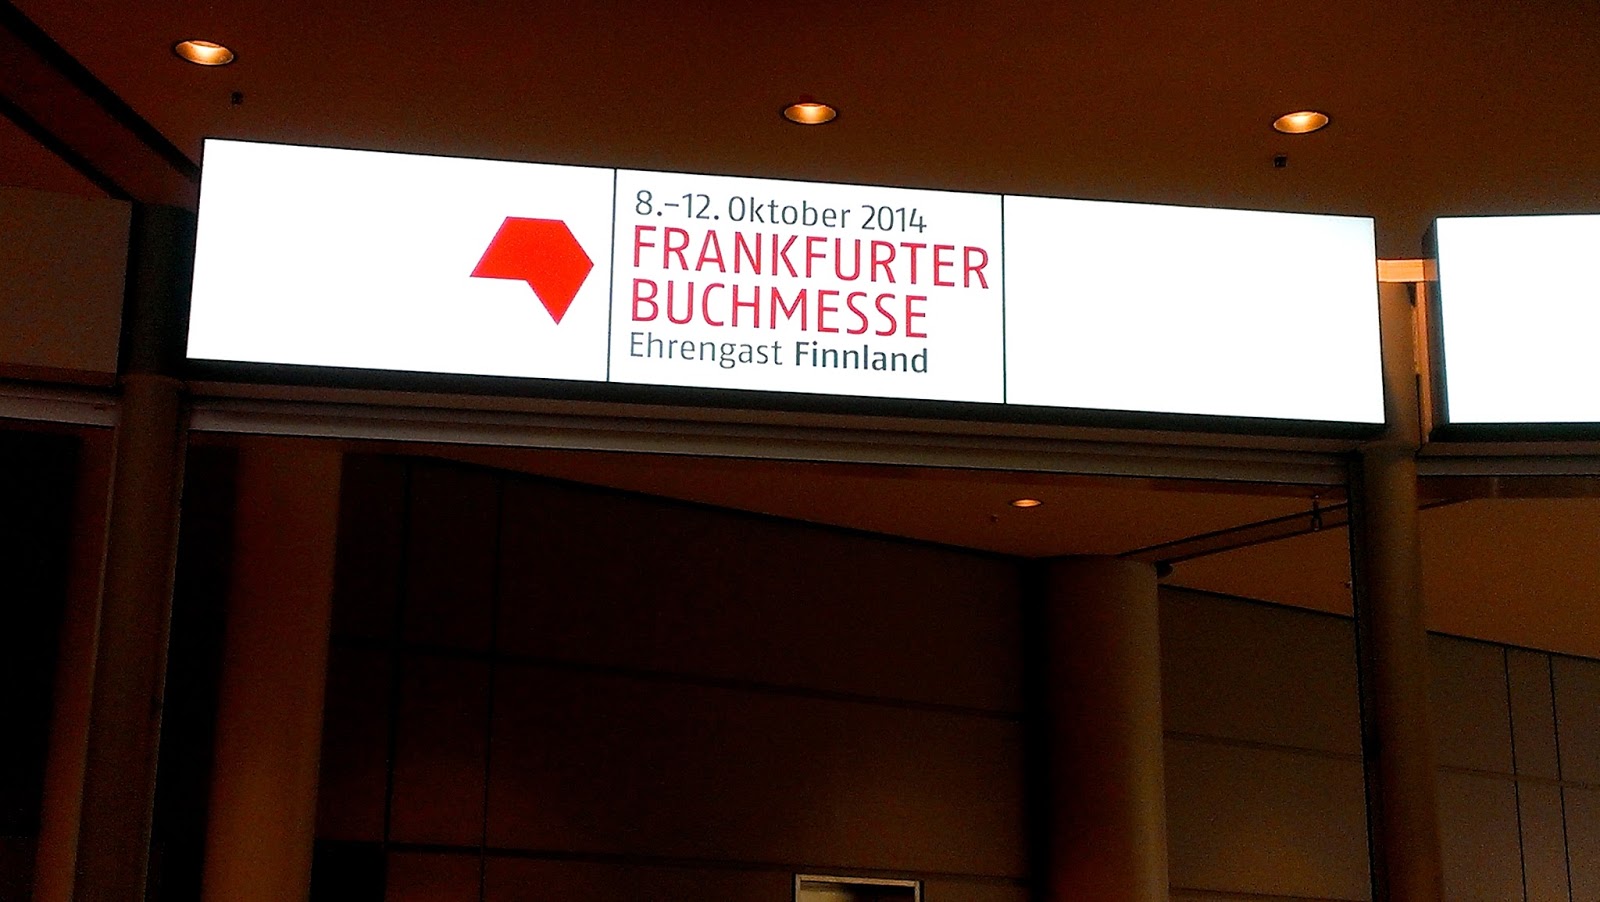 8.–12. Oktober 2014
FRANKFURTER
BUCHMESSE
Ehrengast Finnland